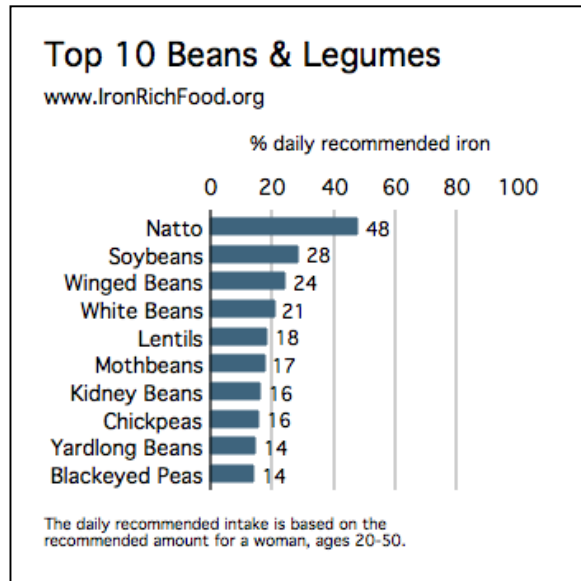 Top 10 Beans & Legumes
www.IronRichFood.org
% daily recommended iron
0 20 40 60 80 100
Natto 48
Soybeans 28
Winged Beans 24
White Beans 21
Lentils 18
Mothbeans 17
Kidney Beans 16
Chickpeas 16
Yardlong Beans 14
Blackeyed Peas 14
The daily recommended intake is based on the
recommended amount for a woman, ages 20-50.